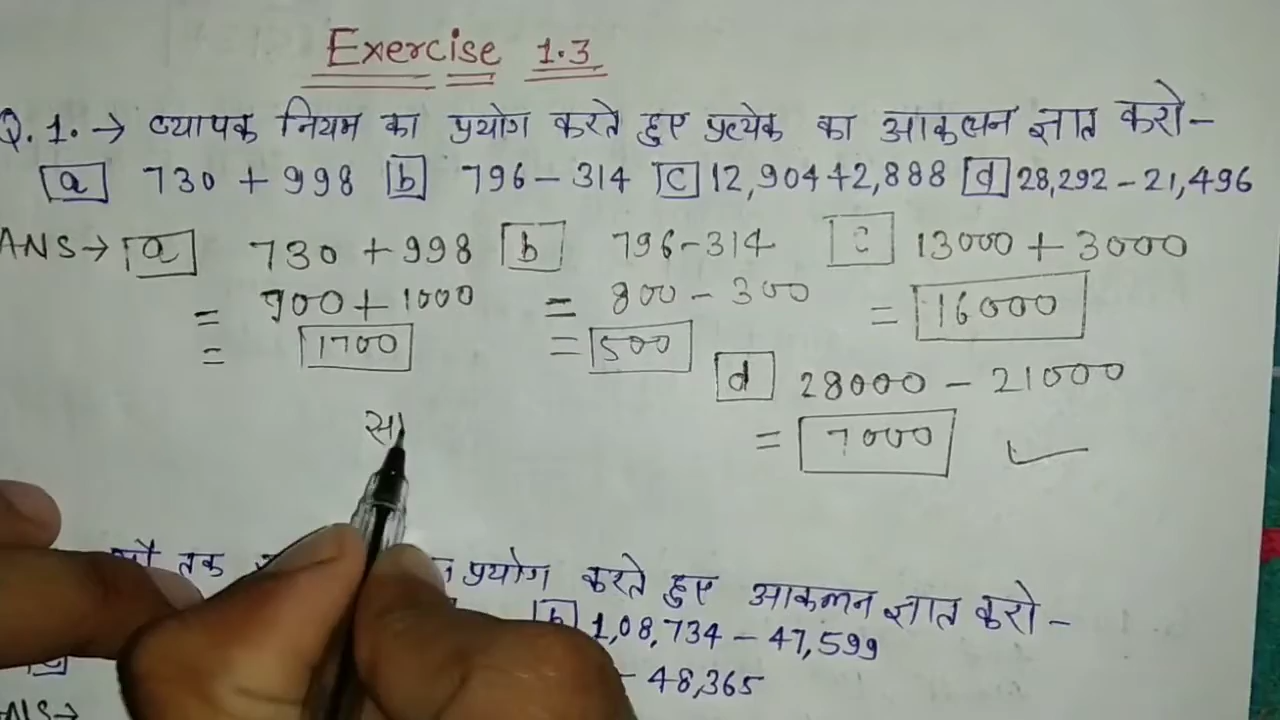 Exercise 1.3
Q.1.→ व्यापक नियम का प्रयोग करते हुए प्रत्येक का आकलन ज्ञात करो-
a 730+998 b 796-314 c 12,904+2,888 d 28,292-21,496
ANS→ a 730+998 b 796-314 c 13000+3000
= 700+1000 = 800-300 = 16000
= 1700 = 500
d 28000-21000
= 7000
सा
तक प्रयोग करते हुए आकलन ज्ञात करो-
b 1,08,734-47,599
- 48,365